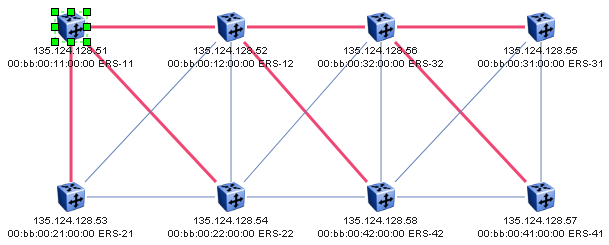 135.124.128.51
00:bb:00:11:00:00 ERS-11
135.124.128.52
00:bb:00:12:00:00 ERS-12
135.124.128.56
00:bb:00:32:00:00 ERS-32
135.124.128.55
00:bb:00:31:00:00 ERS-31
135.124.128.53
00:bb:00:21:00:00 ERS-21
135.124.128.54
00:bb:00:22:00:00 ERS-22
135.124.128.58
00:bb:00:42:00:00 ERS-42
135.124.128.57
00:bb:00:41:00:00 ERS-41